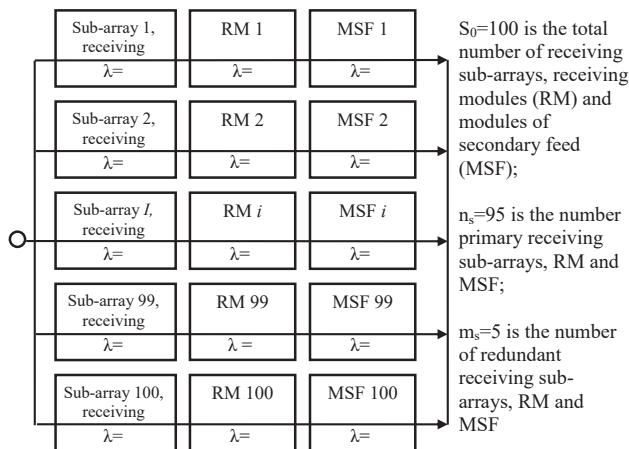 Sub-array 1,
receiving
λ=
RM 1
λ=
MSF 1
λ=
Sub-array 2,
receiving
λ=
RM 2
λ=
MSF 2
λ=
Sub-array I,
receiving
λ=
RM i
λ=
MSF i
λ=
Sub-array 99,
receiving
λ=
RM 99
λ =
MSF 99
λ=
Sub-array 100,
receiving
λ=
RM 100
λ=
MSF 100
λ=
S₀=100 is the total
number of receiving
sub-arrays, receiving
modules (RM) and
modules of
secondary feed
(MSF);
nₛ=95 is the number
primary receiving
sub-arrays, RM and
MSF;
mₛ=5 is the number
of redundant
receiving sub-
arrays, RM and
MSF